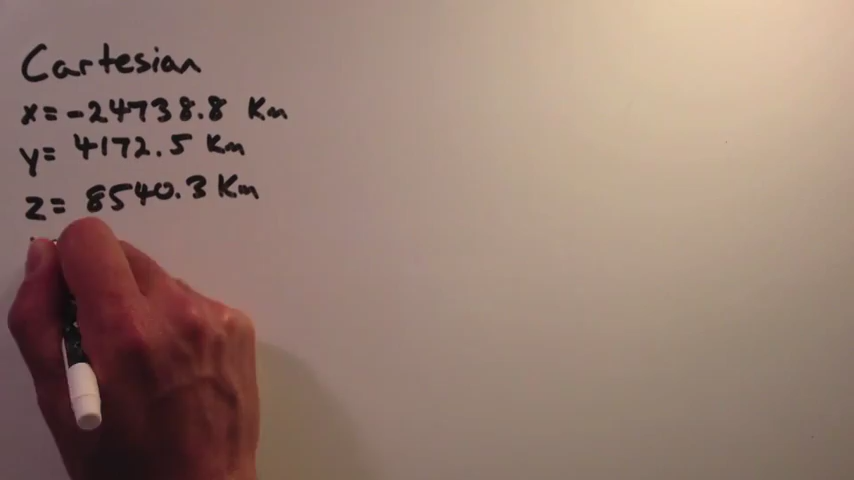 Cartesian
x=-24738.8 Km
y= 4172.5 Km
z= 8540.3 Km